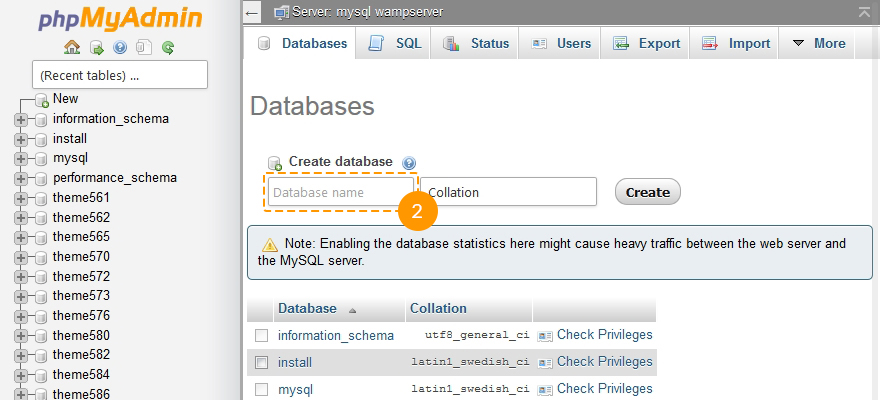 phpMyAdmin
(Recent tables) ...
New
information_schema
install
mysql
performance_schema
theme561
theme562
theme565
theme570
theme572
theme573
theme576
theme580
theme582
theme584
theme586
Server: mysql wampserver
Databases SQL Status Users Export Import More
Databases
Create database
Database name Collation Create
2
Note: Enabling the database statistics here might cause heavy traffic between the web server and
the MySQL server.
Database Collation
information_schema utf8_general_ci Check Privileges
install latin1_swedish_ci Check Privileges
mysql latin1_swedish_ci Check Privileges